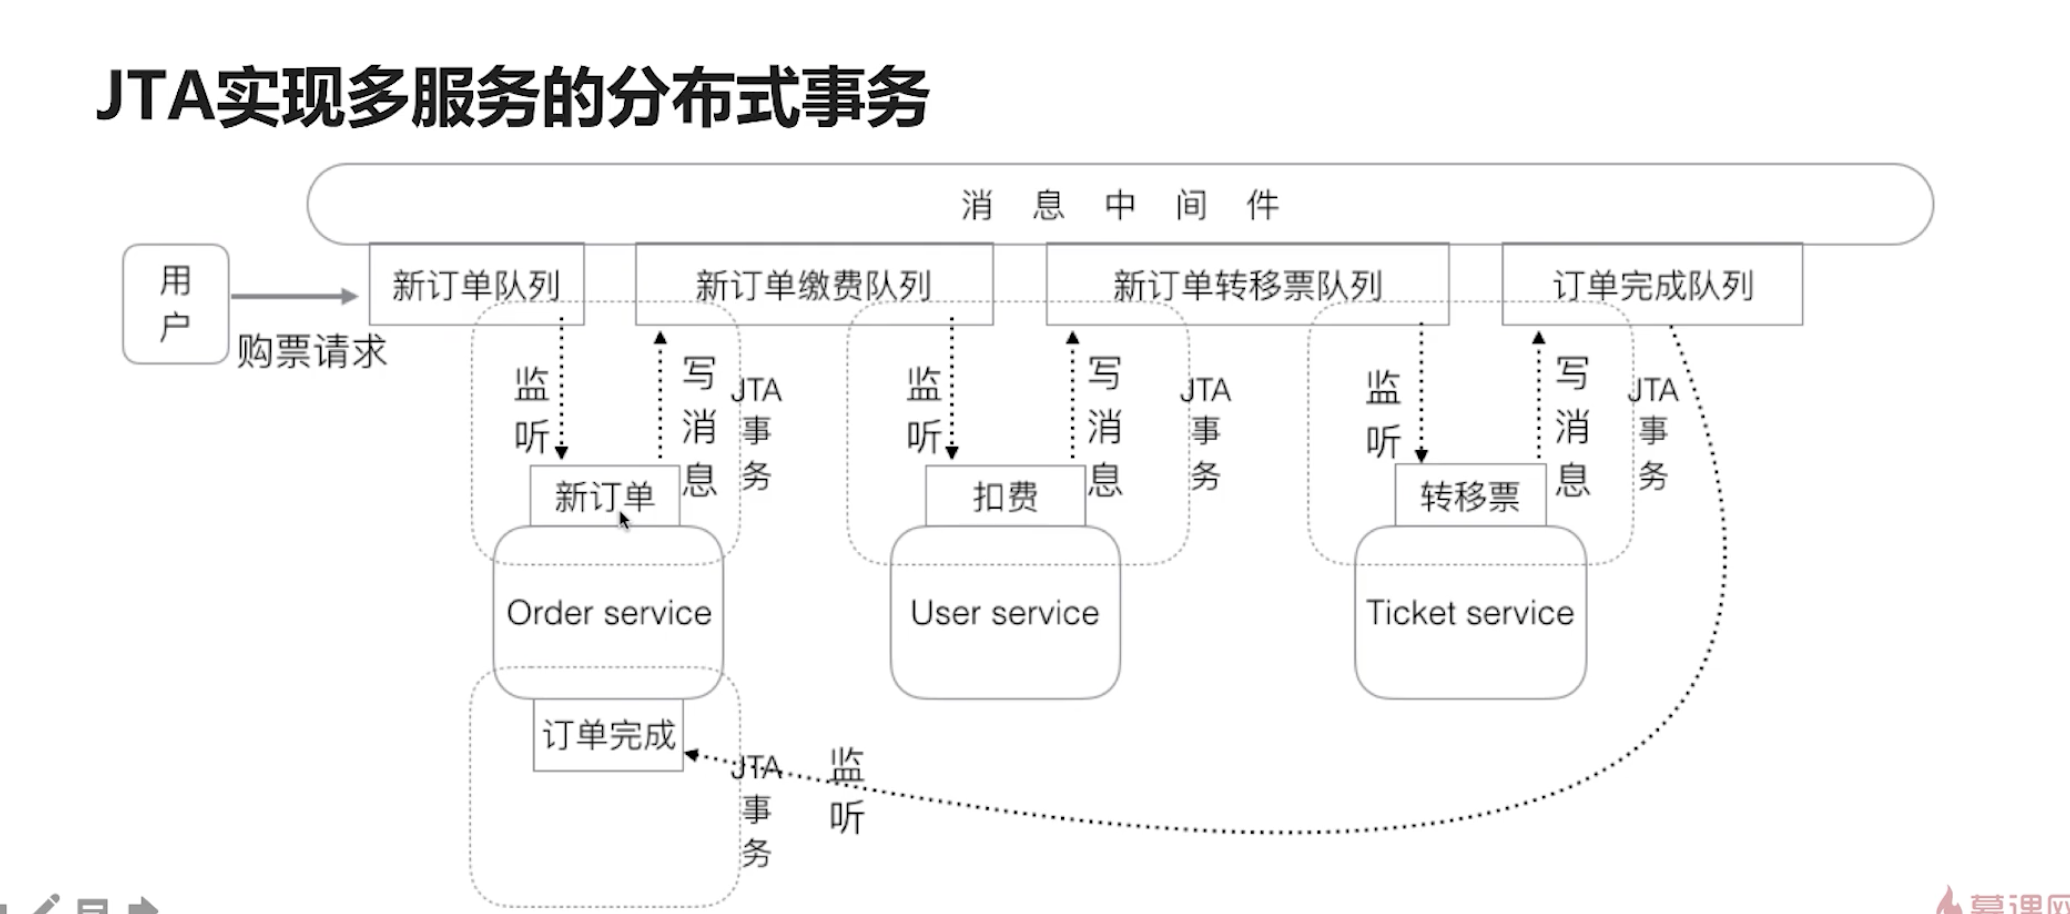 JTA实现多服务的分布式事务
消息中间件
用户
购票请求
新订单队列
新订单缴费队列
新订单转移票队列
订单完成队列
监听
写消息
JTA事务
监听
写消息
JTA事务
监听
写消息
JTA事务
新订单
扣费
转移票
Order service
User service
Ticket service
订单完成
JTA事务
监听
慕课网